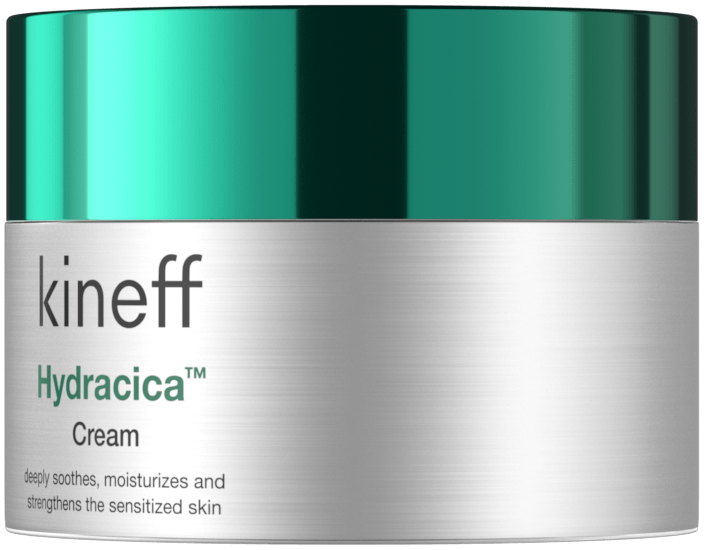 kineff
Hydracica™
Cream
deeply soothes, moisturizes and
strengthens the sensitized skin